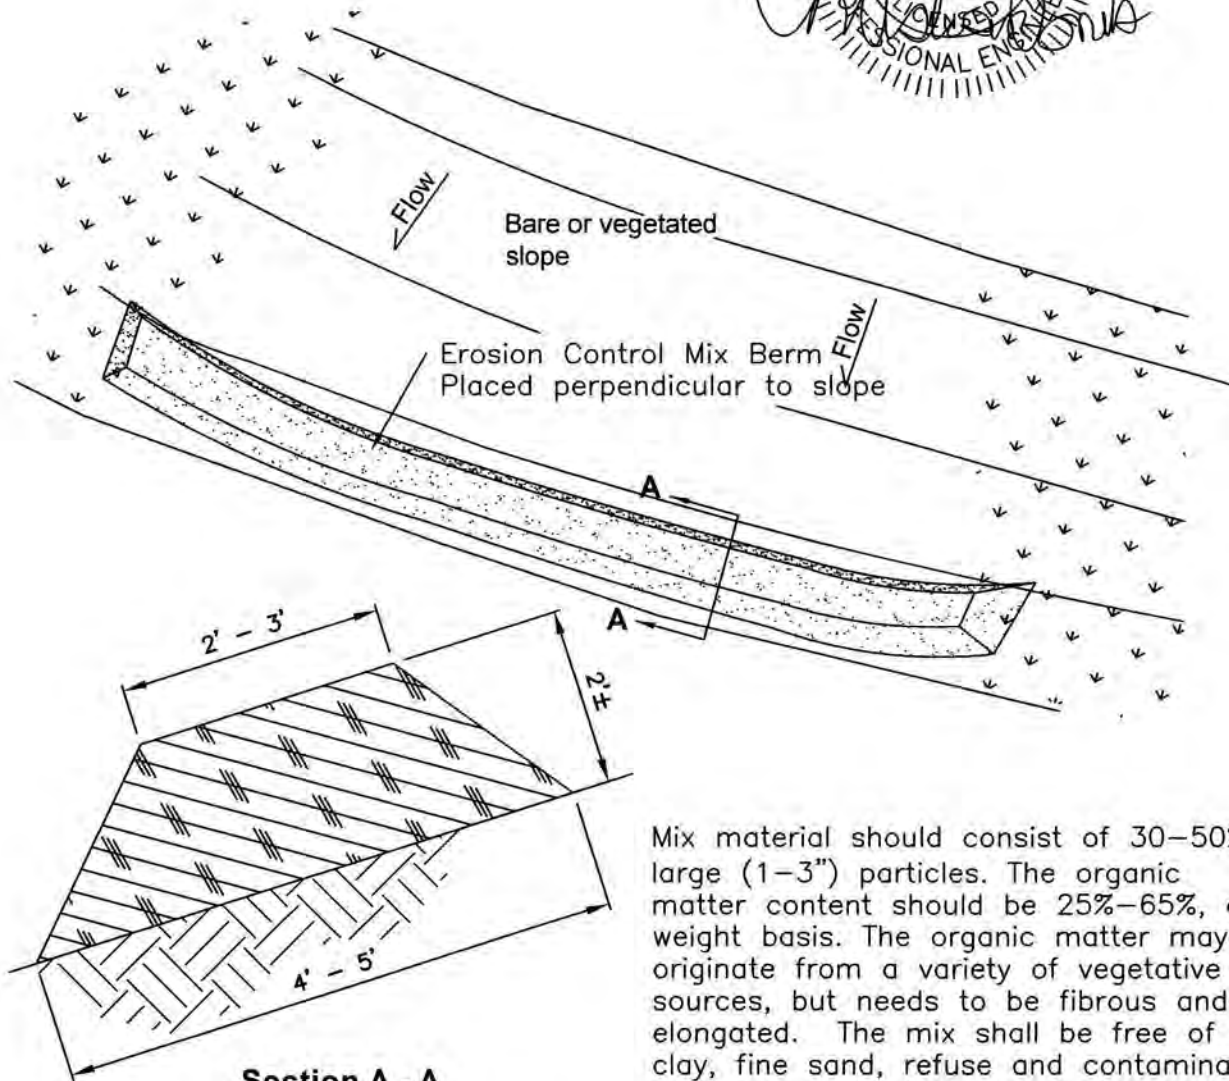 LICENSED
SSIONAL ENGINE
Flow
Bare or vegetated
slope
Flow
Erosion Control Mix Berm
Placed perpendicular to slope
A
A
2' - 3'
2'±
4' - 5'
Section A - A
Mix material should consist of 30-50%
large (1-3") particles. The organic
matter content should be 25%-65%,
weight basis. The organic matter may
originate from a variety of vegetative
sources, but needs to be fibrous and
elongated. The mix shall be free of
clay, fine sand, refuse and contamina